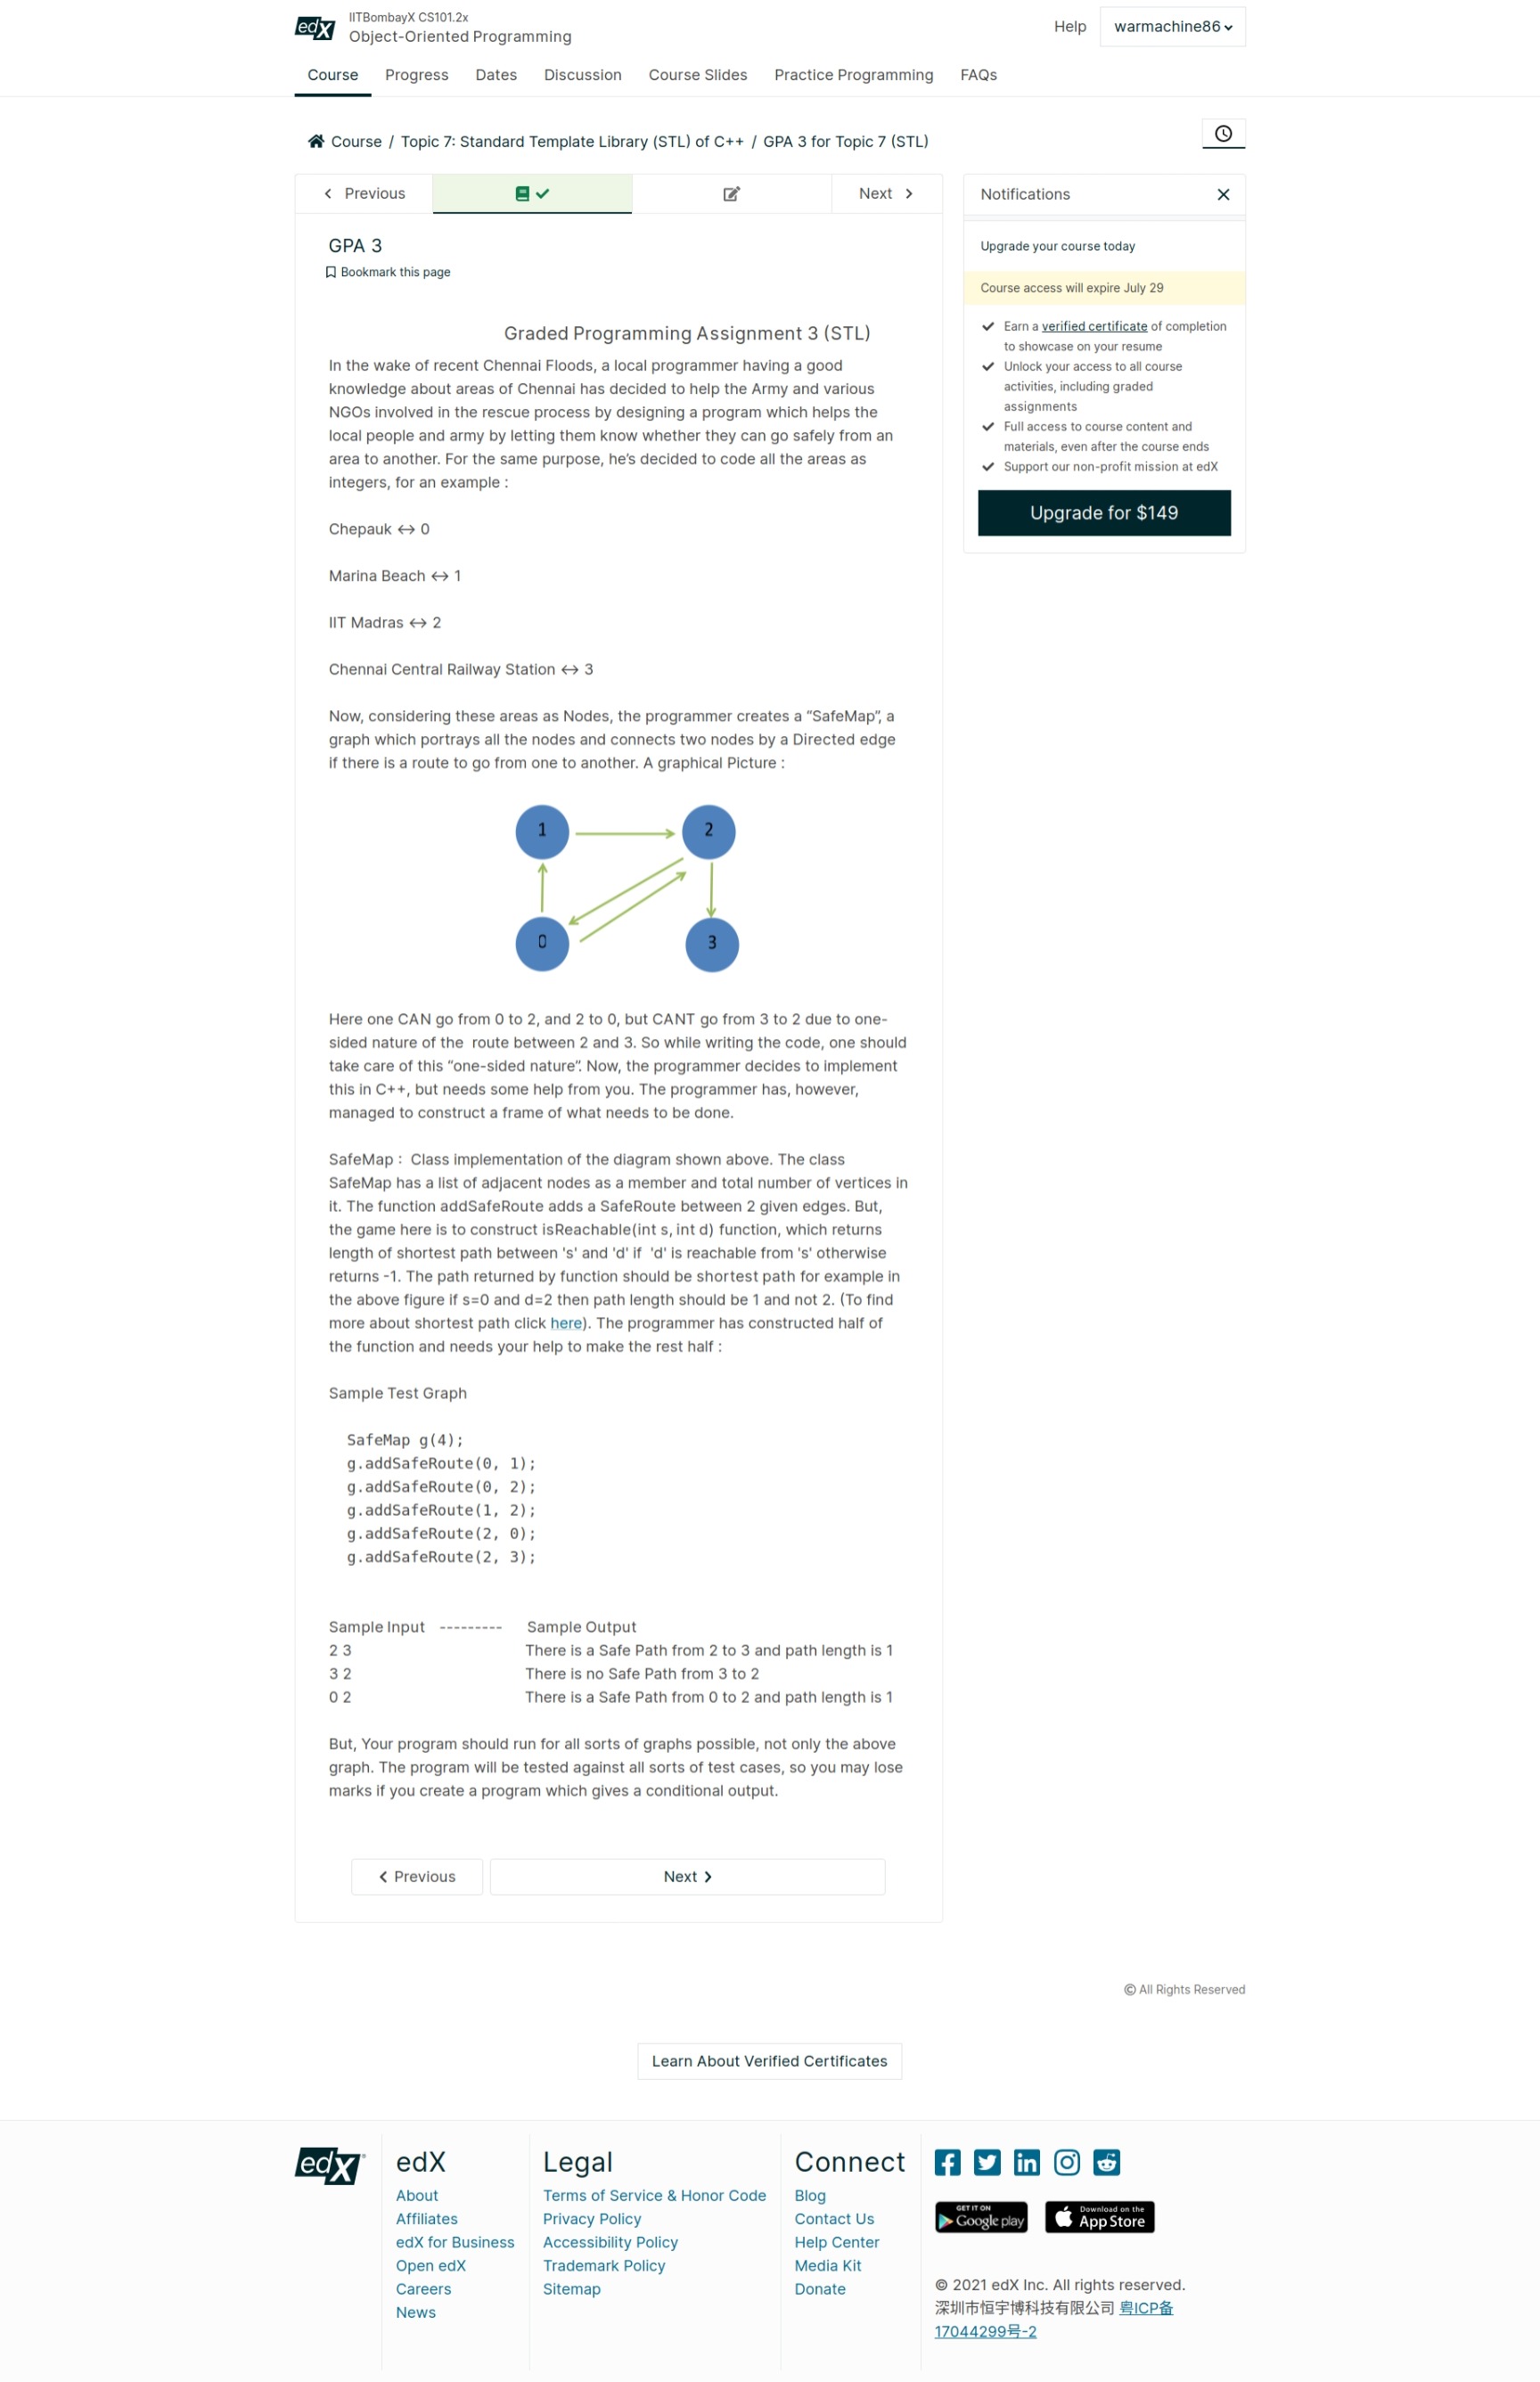 edX
IITBombayX CS101.2x
Object-Oriented Programming
Help
warmachine86
Course
Progress
Dates
Discussion
Course Slides
Practice Programming
FAQs
Course / Topic 7: Standard Template Library (STL) of C++ / GPA 3 for Topic 7 (STL)
Previous
Next
GPA 3
Bookmark this page
Graded Programming Assignment 3 (STL)
In the wake of recent Chennai Floods, a local programmer having a good
knowledge about areas of Chennai has decided to help the Army and various
NGOs involved in the rescue process by designing a program which helps the
local people and army by letting them know whether they can go safely from an
area to another. For the same purpose, he's decided to code all the areas as
integers, for an example :
Chepauk ↔ 0
Marina Beach ↔ 1
IIT Madras ↔ 2
Chennai Central Railway Station ↔ 3
Now, considering these areas as Nodes, the programmer creates a “SafeMap”, a
graph which portrays all the nodes and connects two nodes by a Directed edge
if there is a route to go from one to another. A graphical Picture :
1
2
0
3
Here one CAN go from 0 to 2, and 2 to 0, but CANT go from 3 to 2 due to one-
sided nature of the  route between 2 and 3. So while writing the code, one should
take care of this “one-sided nature”. Now, the programmer decides to implement
this in C++, but needs some help from you. The programmer has, however,
managed to construct a frame of what needs to be done.
SafeMap :  Class implementation of the diagram shown above. The class
SafeMap has a list of adjacent nodes as a member and total number of vertices in
it. The function addSafeRoute adds a SafeRoute between 2 given edges. But,
the game here is to construct isReachable(int s, int d) function, which returns
length of shortest path between 's' and 'd' if  'd' is reachable from 's' otherwise
returns -1. The path returned by function should be shortest path for example in
the above figure if s=0 and d=2 then path length should be 1 and not 2. (To find
more about shortest path click here). The programmer has constructed half of
the function and needs your help to make the rest half :
Sample Test Graph
SafeMap g(4);
g.addSafeRoute(0, 1);
g.addSafeRoute(0, 2);
g.addSafeRoute(1, 2);
g.addSafeRoute(2, 0);
g.addSafeRoute(2, 3);
Sample Input   ---------     Sample Output
2 3     There is a Safe Path from 2 to 3 and path length is 1
3 2     There is no Safe Path from 3 to 2
0 2     There is a Safe Path from 0 to 2 and path length is 1
But, Your program should run for all sorts of graphs possible, not only the above
graph. The program will be tested against all sorts of test cases, so you may lose
marks if you create a program which gives a conditional output.
Previous
Next
Notifications
Upgrade your course today
Course access will expire July 29
Earn a verified certificate of completion
to showcase on your resume
Unlock your access to all course
activities, including graded
assignments
Full access to course content and
materials, even after the course ends
Support our non-profit mission at edX
Upgrade for $149
© All Rights Reserved
Learn About Verified Certificates
edX
edX
About
Affiliates
edX for Business
Open edX
Careers
News
Legal
Terms of Service & Honor Code
Privacy Policy
Accessibility Policy
Trademark Policy
Sitemap
Connect
Blog
Contact Us
Help Center
Media Kit
Donate
GET IT ON
Google play
Download on the
App Store
© 2021 edX Inc. All rights reserved.
深圳市恒宇博科技有限公司 粤ICP备
17044299号-2